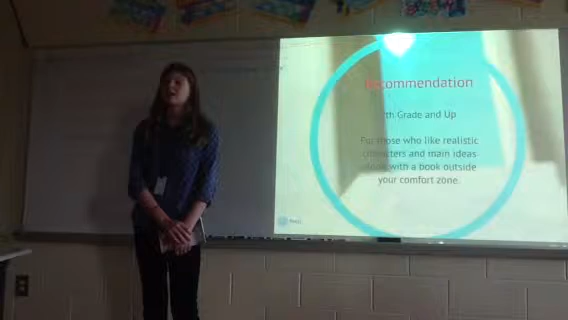 Recommendation
th Grade and Up
For those who like realistic
characters and main ideas
with a book outside
your comfort zone.
Prezi